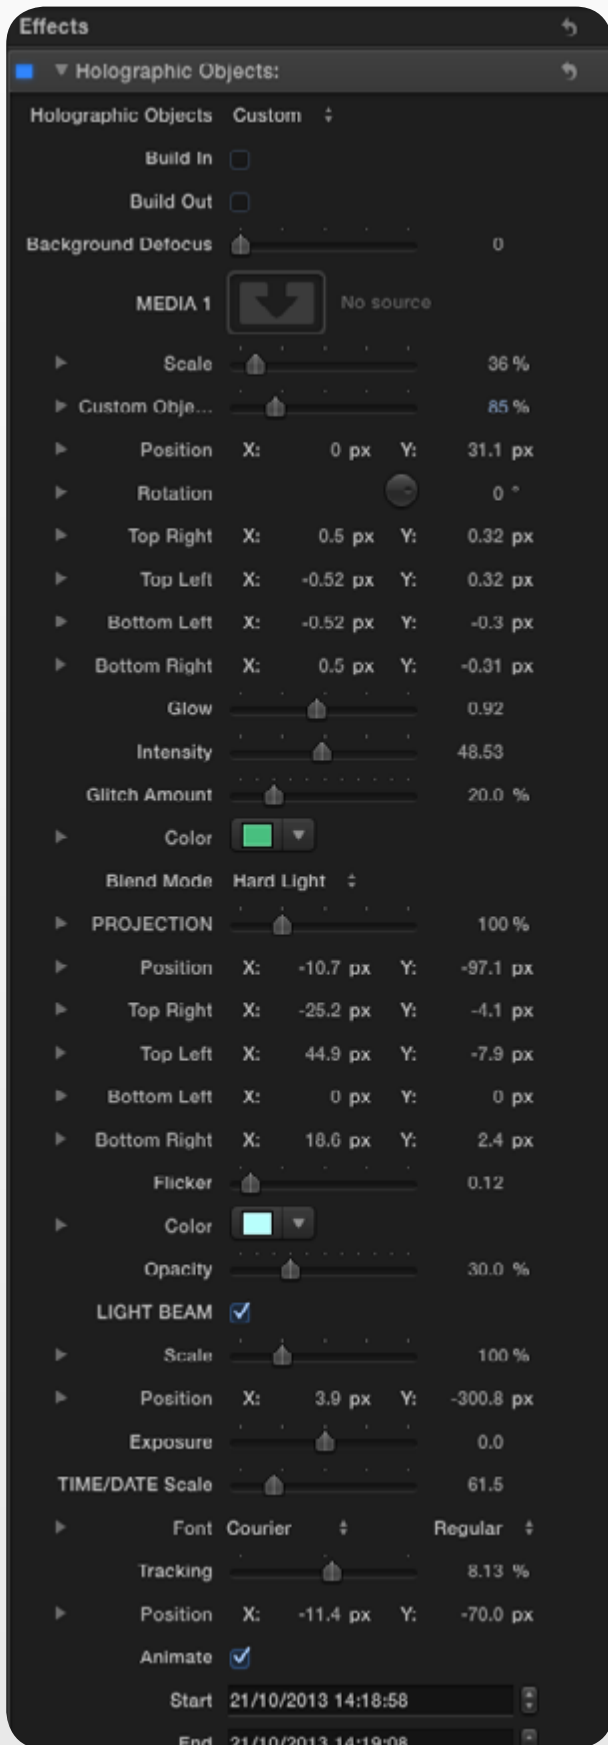 Effects
Holographic Objects:
Holographic Objects Custom
Build In
Build Out
Background Defocus 0
MEDIA 1 No source
Scale 36 %
Custom Obje... 85 %
Position X: 0 px Y: 31.1 px
Rotation 0 °
Top Right X: 0.5 px Y: 0.32 px
Top Left X: -0.52 px Y: 0.32 px
Bottom Left X: -0.52 px Y: -0.3 px
Bottom Right X: 0.5 px Y: -0.31 px
Glow 0.92
Intensity 48.53
Glitch Amount 20.0 %
Color
Blend Mode Hard Light
PROJECTION 100 %
Position X: -10.7 px Y: -97.1 px
Top Right X: -25.2 px Y: -4.1 px
Top Left X: 44.9 px Y: -7.9 px
Bottom Left X: 0 px Y: 0 px
Bottom Right X: 18.6 px Y: 2.4 px
Flicker 0.12
Color
Opacity 30.0 %
LIGHT BEAM
Scale 100 %
Position X: 3.9 px Y: -300.8 px
Exposure 0.0
TIME/DATE Scale 61.5
Font Courier Regular
Tracking 8.13 %
Position X: -11.4 px Y: -70.0 px
Animate
Start 21/10/2013 14:18:58
End 21/10/2013 14:19:08